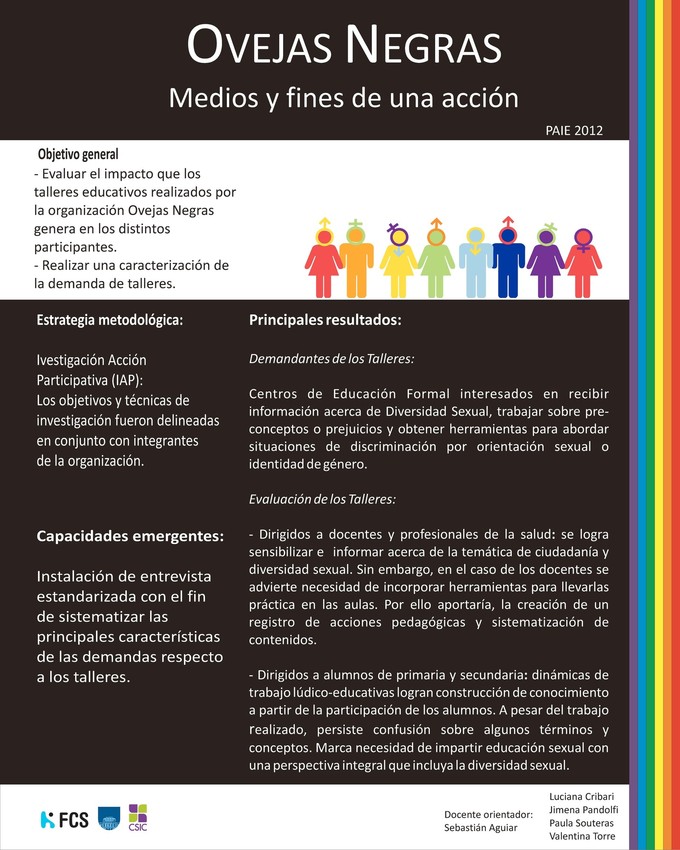 OVEJAS NEGRAS
Medios y fines de una acción
PAIE 2012
Objetivo general
- Evaluar el impacto que los
talleres educativos realizados por
la organización Ovejas Negras
genera en los distintos
participantes.
- Realizar una caracterización de
la demanda de talleres.
Estrategia metodológica:
Ivestigación Acción
Participativa (IAP):
Los objetivos y técnicas de
investigación fueron delineadas
en conjunto con integrantes
de la organización.
Capacidades emergentes:
Instalación de entrevista
estandarizada con el fin
de sistematizar las
principales características
de las demandas respecto
a los talleres.
Principales resultados:
Demandantes de los Talleres:
Centros de Educación Formal interesados en recibir
información acerca de Diversidad Sexual, trabajar sobre pre-
conceptos o prejuicios y obtener herramientas para abordar
situaciones de discriminación por orientación sexual o
identidad de género.
Evaluación de los Talleres:
- Dirigidos a docentes y profesionales de la salud: se logra
sensibilizar e informar acerca de la temática de ciudadanía y
diversidad sexual. Sin embargo, en el caso de los docentes se
advierte necesidad de incorporar herramientas para llevarlas
práctica en las aulas. Por ello aportaría, la creación de un
registro de acciones pedagógicas y sistematización de
contenidos.
- Dirigidos a alumnos de primaria y secundaria: dinámicas de
trabajo lúdico-educativas logran construcción de conocimiento
a partir de la participación de los alumnos. A pesar del trabajo
realizado, persiste confusión sobre algunos términos y
conceptos. Marca necesidad de impartir educación sexual con
una perspectiva integral que incluya la diversidad sexual.
FCS
CSIC
Docente orientador:
Sebastián Aguiar
Luciana Cribari
Jimena Pandolfi
Paula Souteras
Valentina Torre